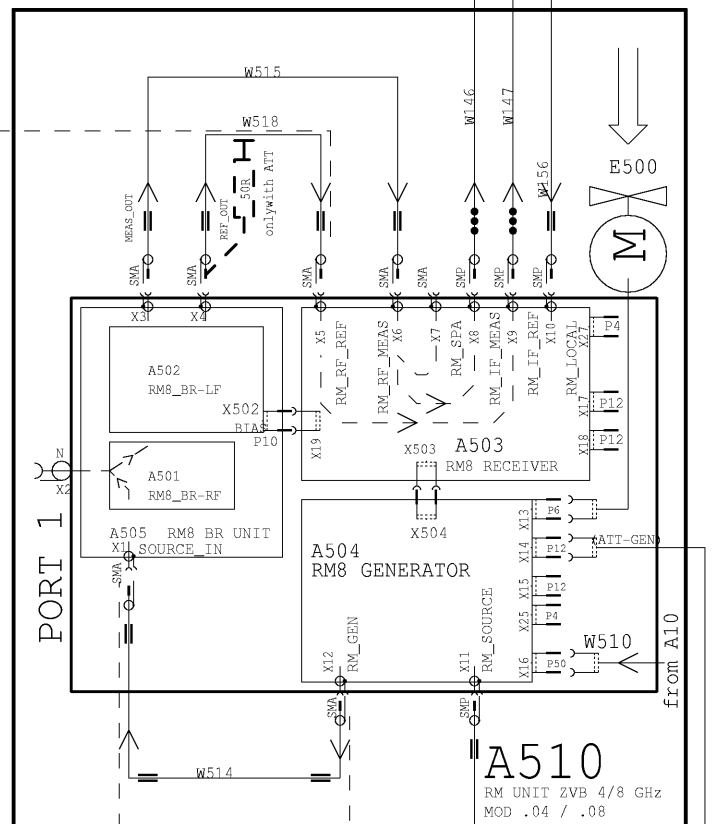 W515
W518
W146
W147
W156
E500
M
MEAS_OUT
REF_OUT
50R
onlywith ATT
SMA
SMA
SMA
SMA
SMA
SMP
SMP
SMP
X3
X4
X5
X6
X7
X8
X9
X10
RM_RF_REF
RM_RF_MEAS
RM_SPA
RM_IF_MEAS
RM_IF_REF
RM_LOCAL
X27
P4
A502
RM8_BR-LF
X502
BIAS
P10
X19
X17
P12
X18
P12
N
X2
A501
RM8_BR-RF
X503
A503
RM8 RECEIVER
X504
A505 RM8 BR UNIT
X1
SOURCE_IN
SMA
PORT 1
A504
RM8 GENERATOR
X13
P6
X14
P12
(ATT-GEN)
X15
P12
X25
P4
X16
P50
W510
from A10
X12
RM_GEN
X11
RM_SOURCE
SMA
SMP
W514
A510
RM UNIT ZVB 4/8 GHz
MOD .04 / .08